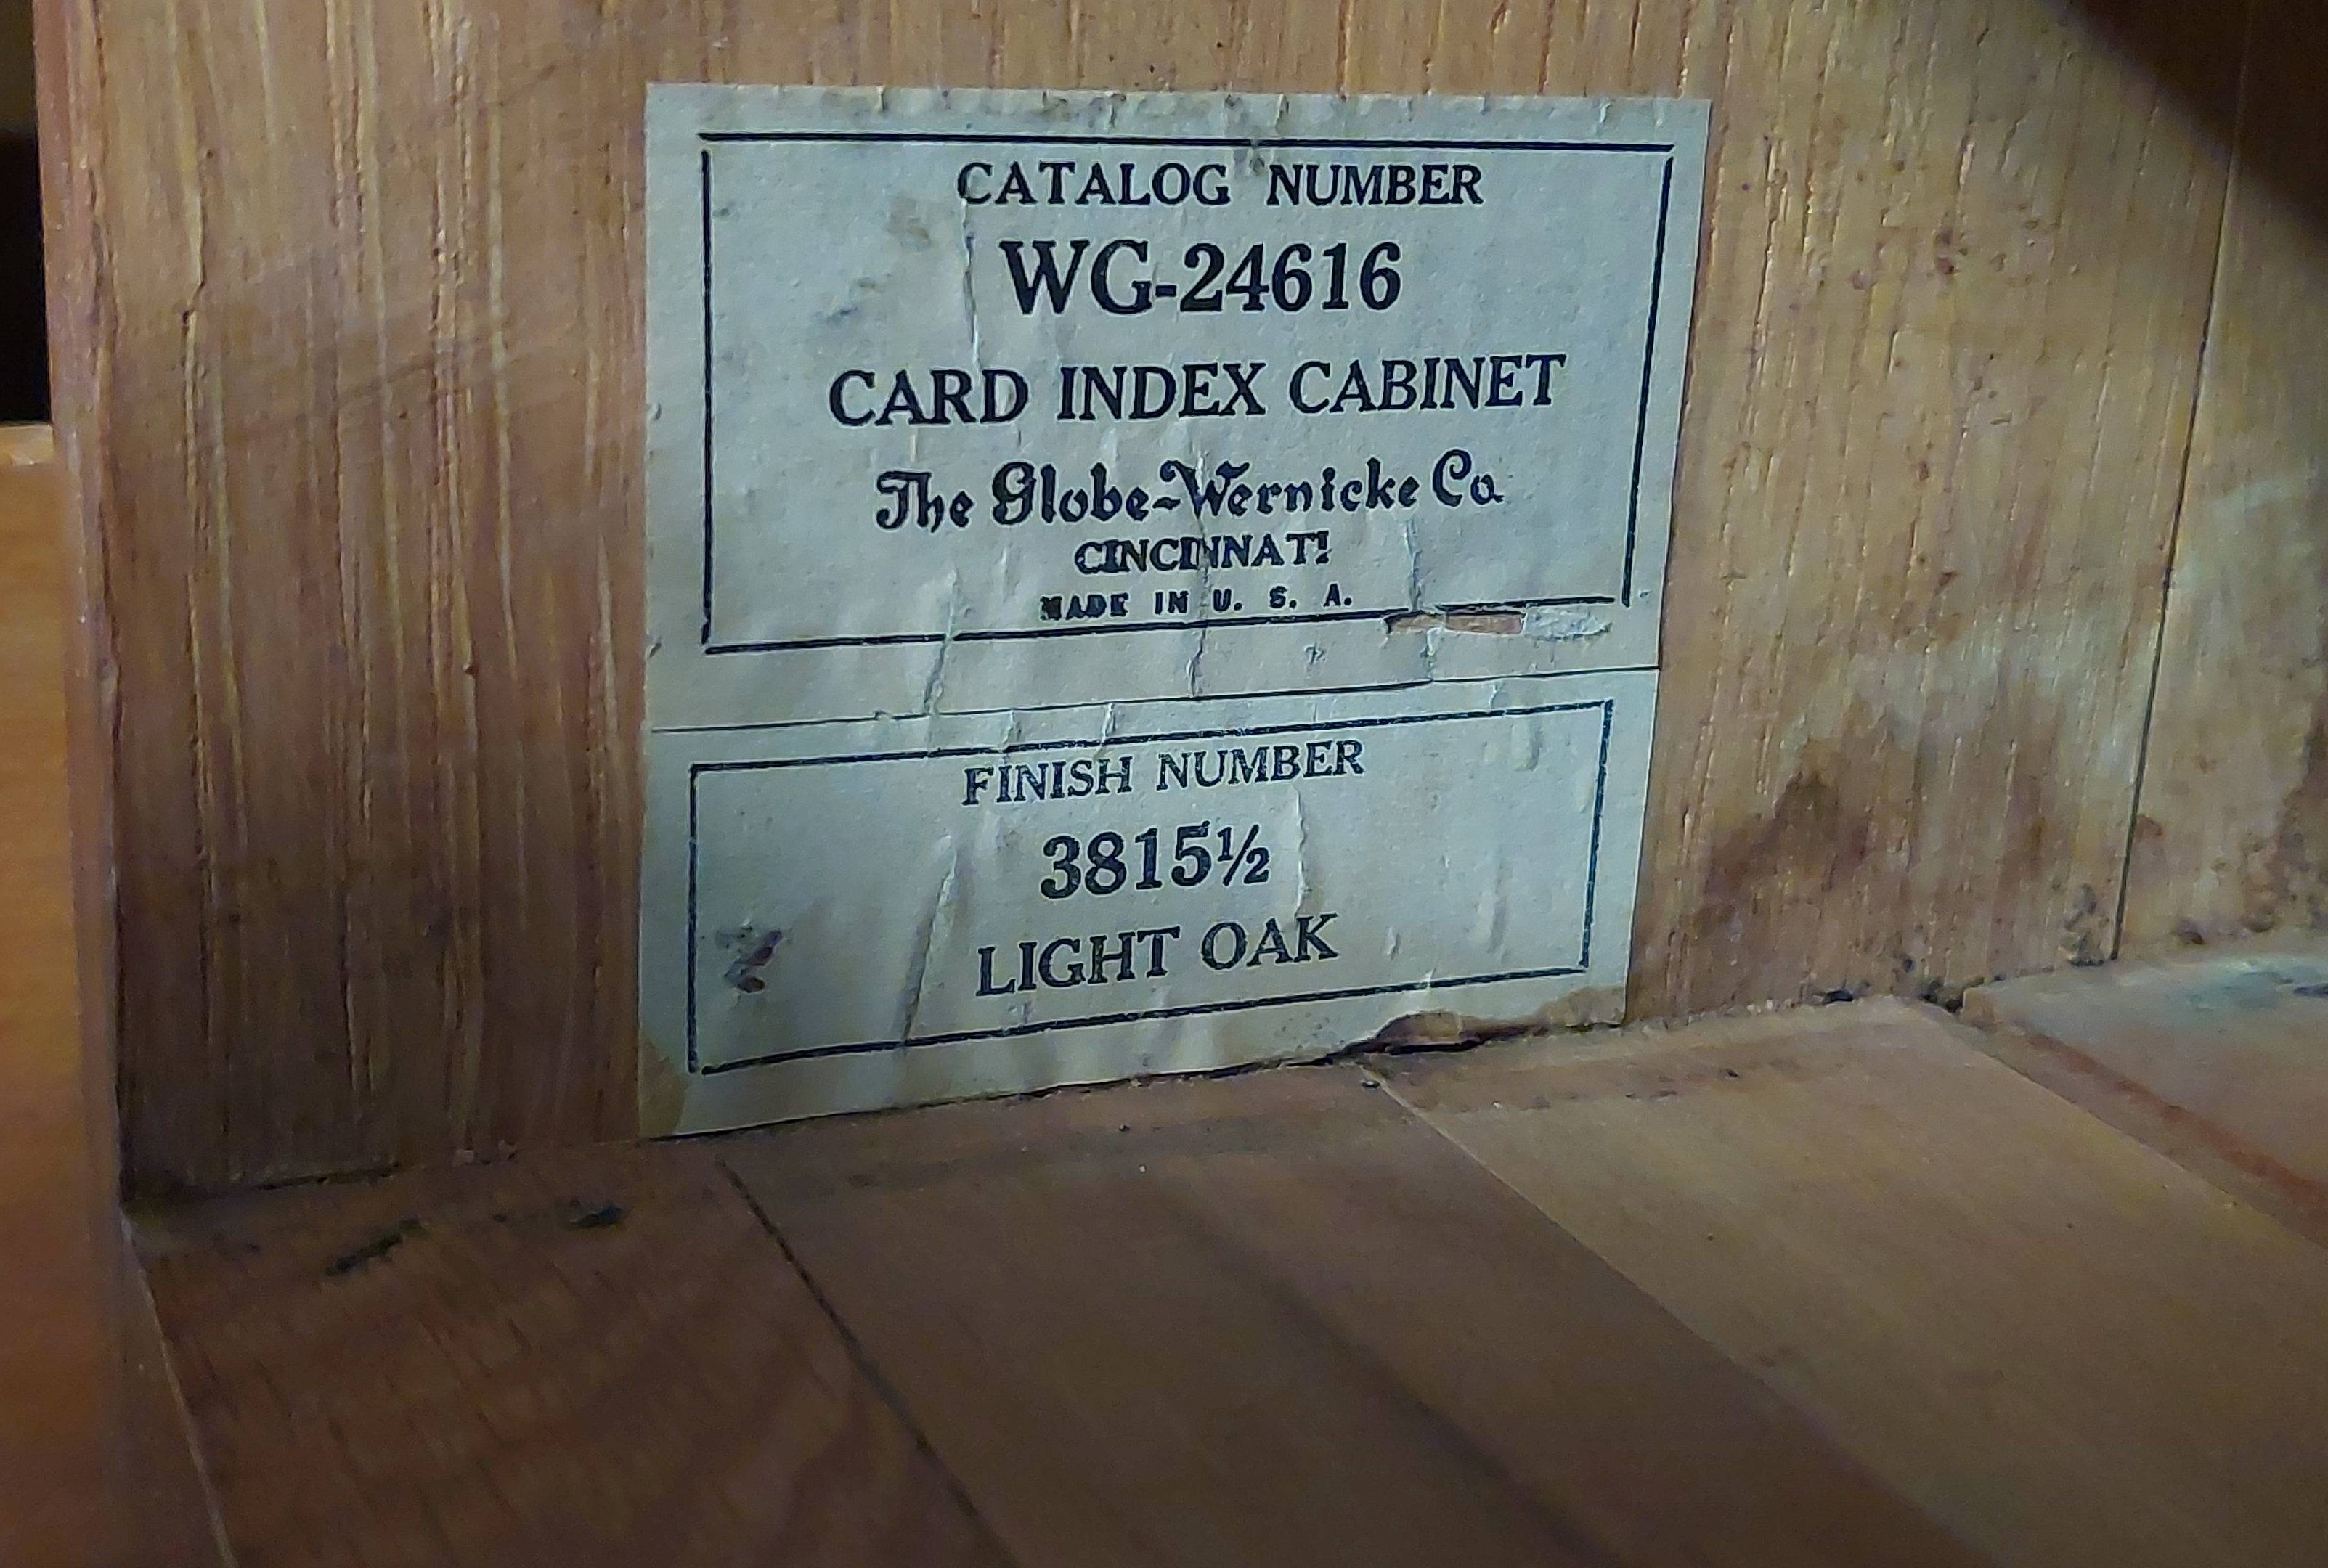 CATALOG NUMBER
WG-24616
CARD INDEX CABINET
The Globe-Wernicke Co.
CINCINNATI
MADE IN U. S. A.
FINISH NUMBER
3815½
LIGHT OAK